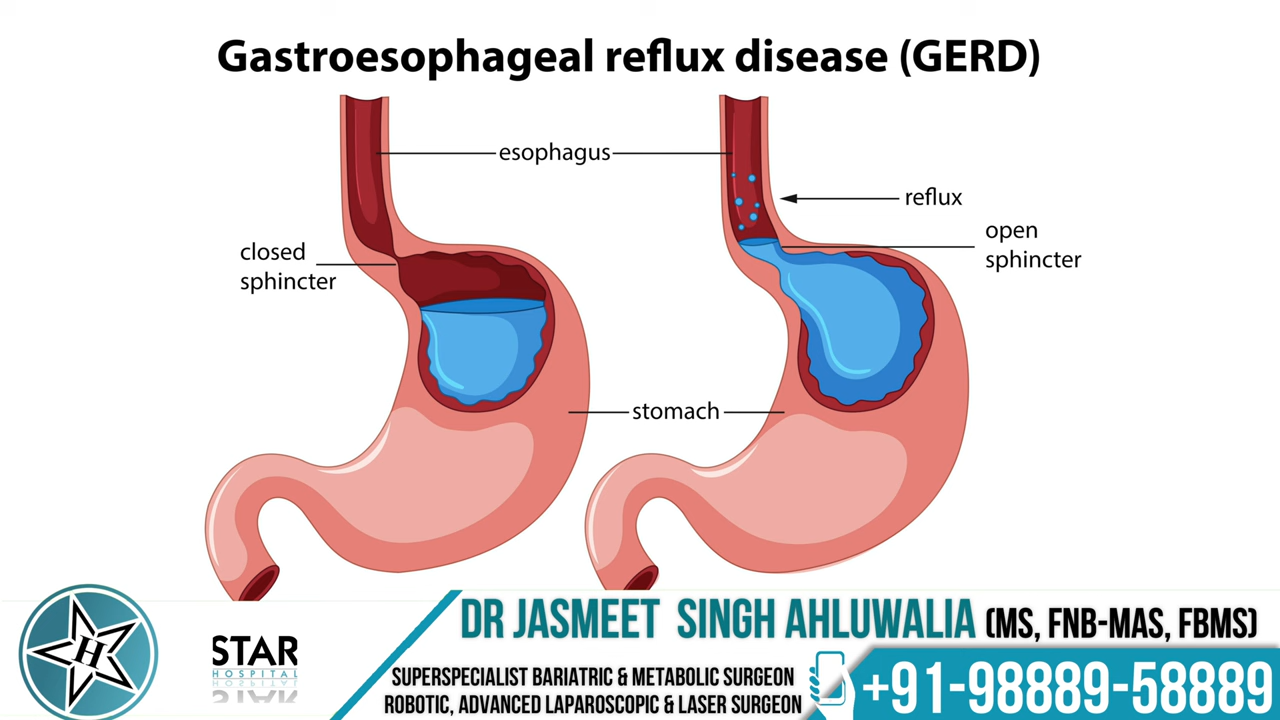 Gastroesophageal reflux disease (GERD)
esophagus
reflux
closed
sphincter
open
sphincter
stomach
H
STAR
HOSPITAL
DR JASMEET SINGH AHLUWALIA (MS, FNB-MAS, FBMS)
SUPERSPECIALIST BARIATRIC & METABOLIC SURGEON
ROBOTIC, ADVANCED LAPAROSCOPIC & LASER SURGEON
+91-98889-58889